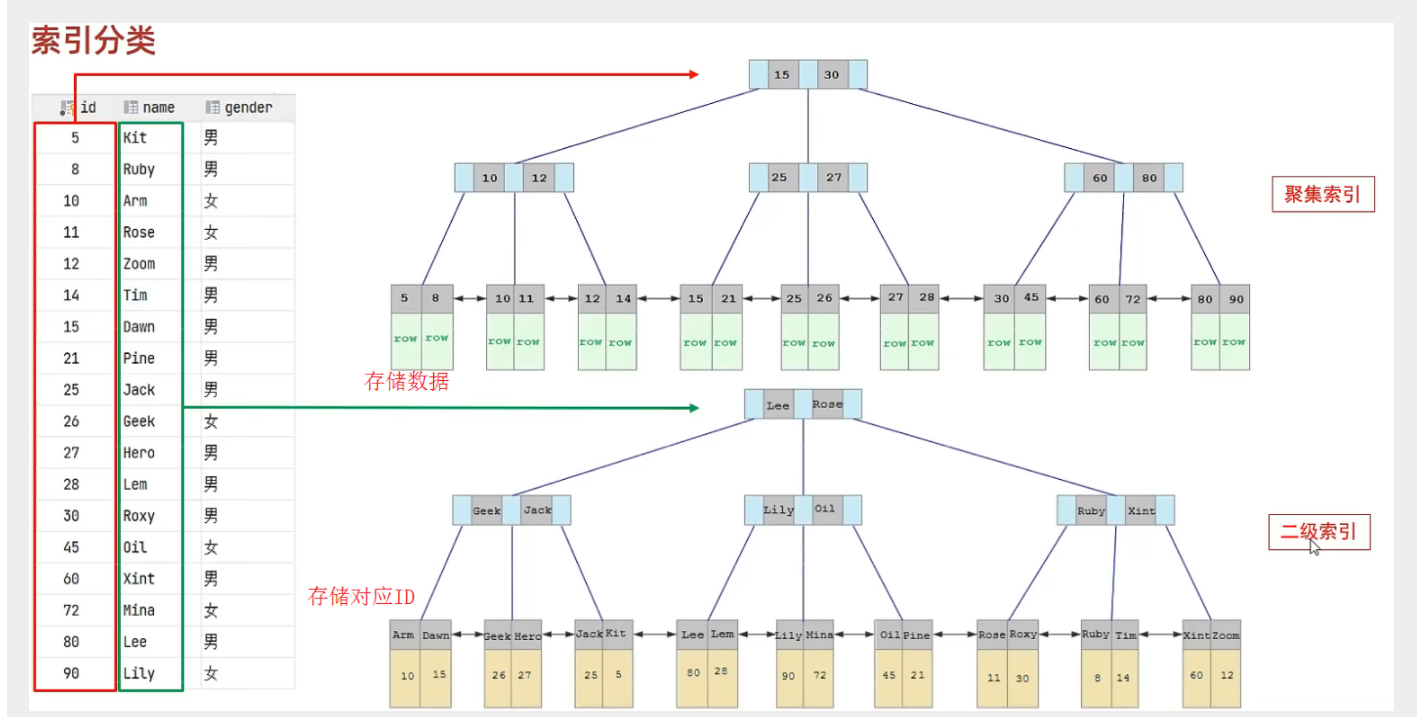 索引分类
id name gender
5 Kit 男
8 Ruby 男
10 Arm 女
11 Rose 女
12 Zoom 男
14 Tim 男
15 Dawn 男
21 Pine 男
25 Jack 男
26 Geek 女
27 Hero 男
28 Lem 男
30 Roxy 男
45 Oil 女
60 Xint 男
72 Mina 女
80 Lee 男
90 Lily 女
15 30
10 12 25 27 60 80
聚集索引
5 8 10 11 12 14 15 21 25 26 27 28 30 45 60 72 80 90
row row row row row row row row row row row row row row row row row row
存储数据
Lee Rose
Geek Jack Lily Oil Ruby Xint
二级索引
存储对应ID
Arm Dawn Geek Hero Jack Kit Lee Lem Lily Mina Oil Pine Rose Roxy Ruby Tim Xint Zoom
10 15 26 27 25 5 80 28 90 72 45 21 11 30 8 14 60 12